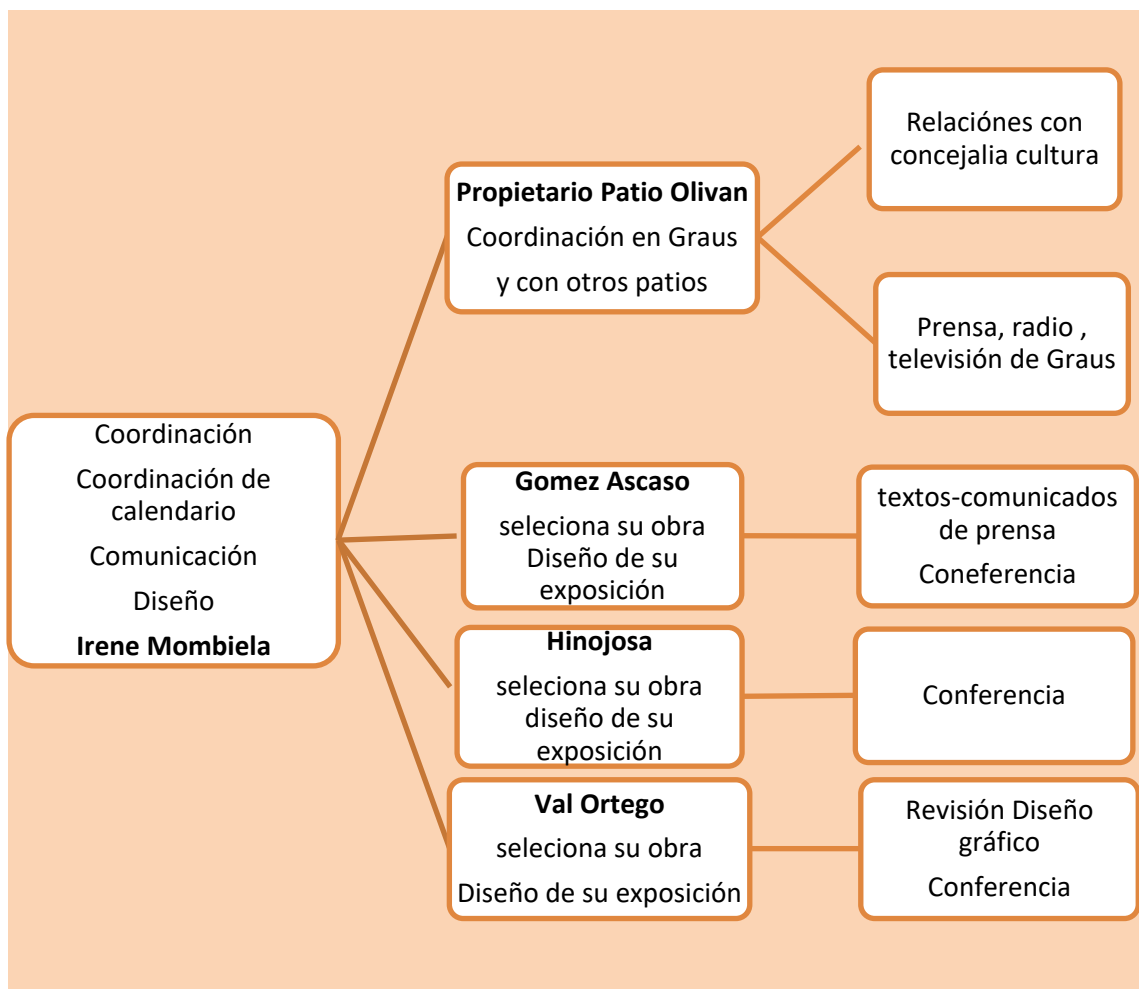 Coordinación
Coordinación de
calendario
Comunicación
Diseño
Irene Mombiela
Propietario Patio Olivan
Coordinación en Graus
y con otros patios
Relaciónes con
concejalia cultura
Prensa, radio ,
televisión de Graus
Gomez Ascaso
seleciona su obra
Diseño de su
exposición
textos-comunicados
de prensa
Coneferencia
Hinojosa
seleciona su obra
diseño de su
exposición
Conferencia
Val Ortego
seleciona su obra
Diseño de su exposición
Revisión Diseño
gráfico
Conferencia